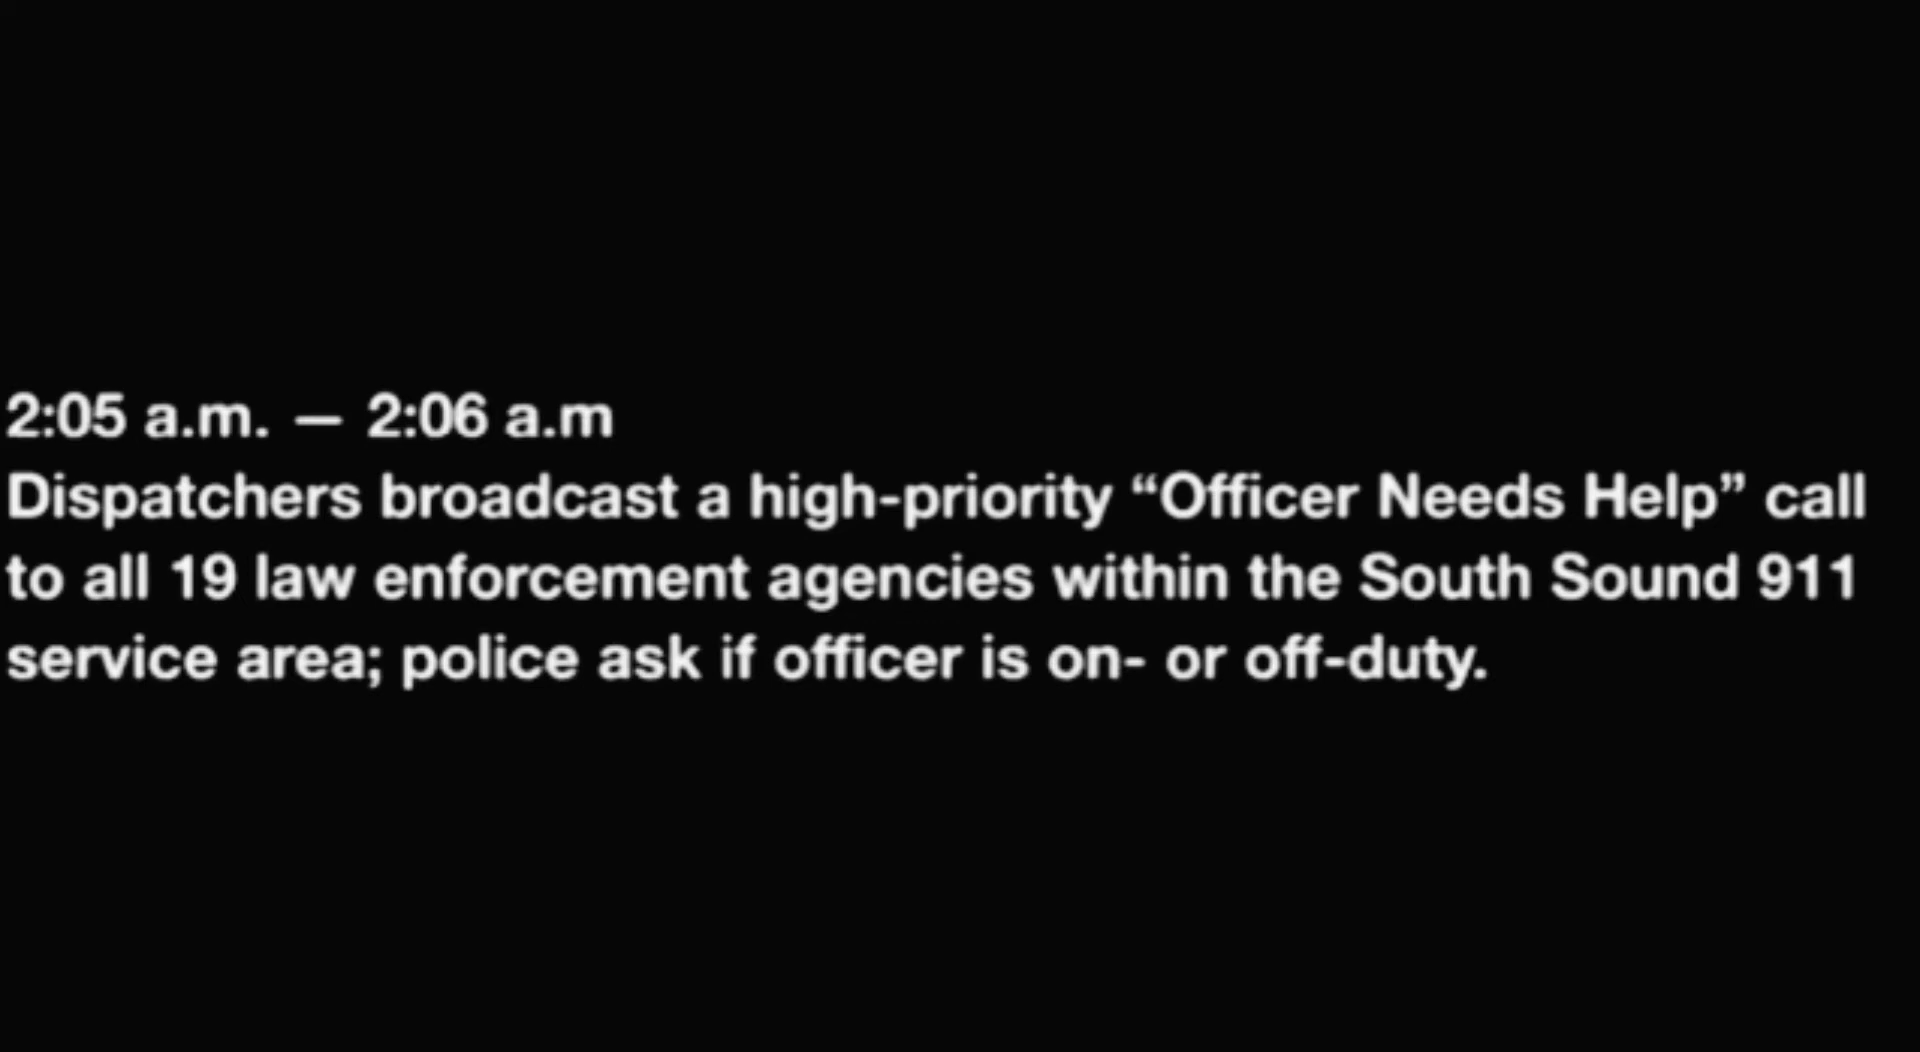 2:05 a.m. — 2:06 a.m
Dispatchers broadcast a high-priority “Officer Needs Help” call
to all 19 law enforcement agencies within the South Sound 911
service area; police ask if officer is on- or off-duty.